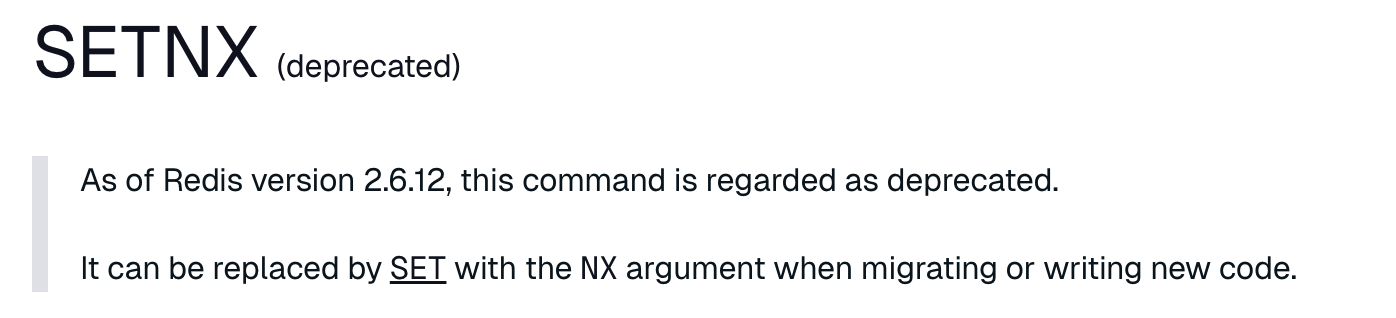 SETNX (deprecated)
As of Redis version 2.6.12, this command is regarded as deprecated.
It can be replaced by SET with the NX argument when migrating or writing new code.